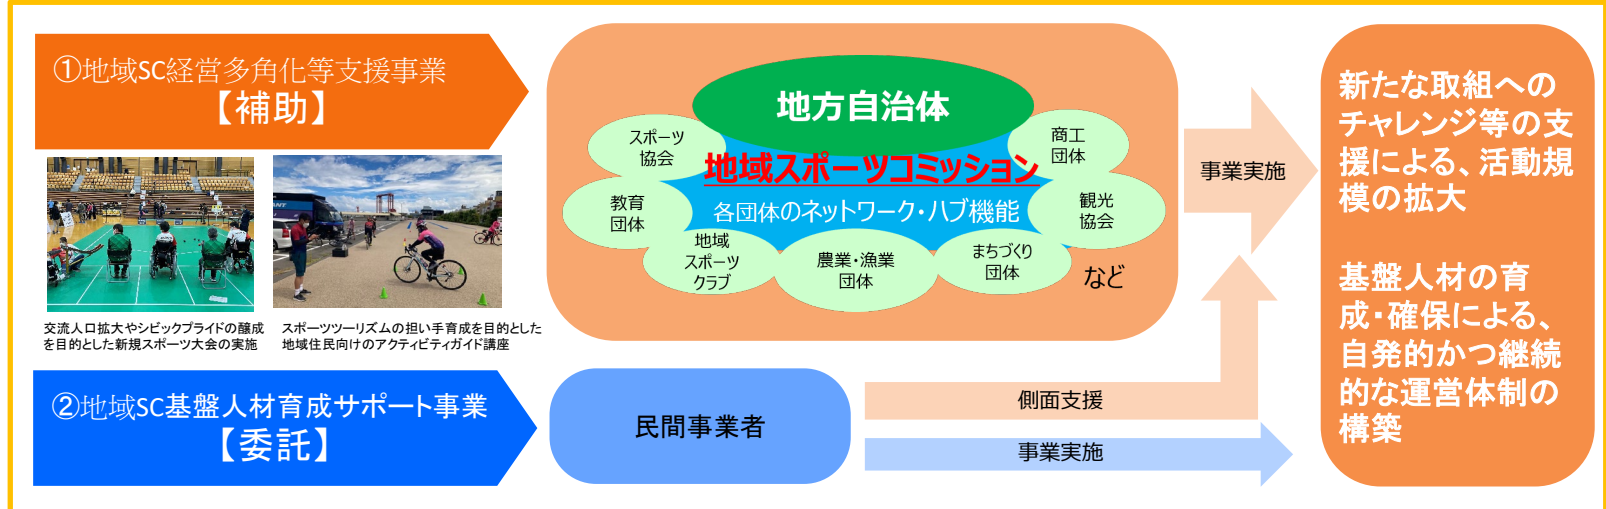 ①地域SC経営多角化等支援事業
【補助】
交流人口拡大やシビックプライドの醸成
を目的とした新規スポーツ大会の実施
スポーツツーリズムの担い手育成を目的とした
地域住民向けのアクティビティガイド講座
地方自治体
スポーツ
協会
商工
団体
地域スポーツコミッション
各団体のネットワーク・ハブ機能
教育
団体
観光
協会
地域
スポーツ
クラブ
農業・漁業
団体
まちづくり
団体
など
事業実施
新たな取組への
チャレンジ等の支
援による、活動規
模の拡大
基盤人材の育
成・確保による、
自発的かつ継続
的な運営体制の
構築
②地域SC基盤人材育成サポート事業
【委託】
民間事業者
側面支援
事業実施